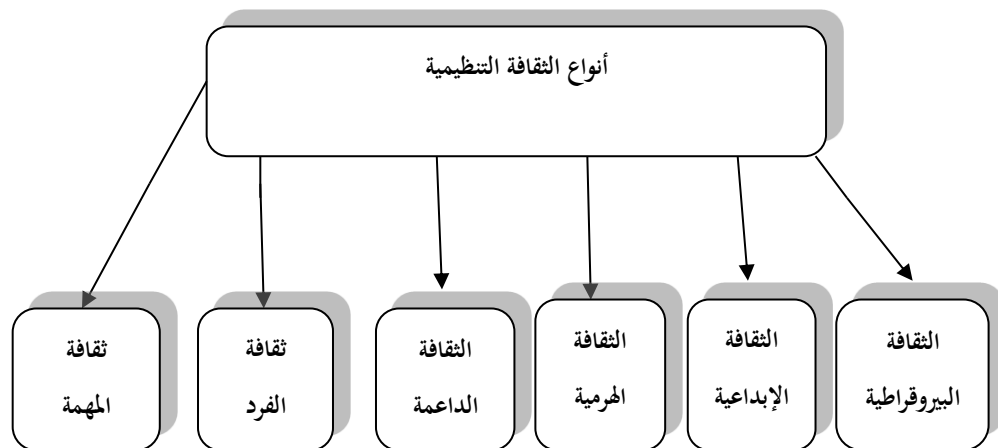 أنواع الثقافة التنظيمية
الثقافة
البيروقراطية
الثقافة
الإبداعية
الثقافة
الهرمية
الثقافة
الداعمة
ثقافة
الفرد
ثقافة
المهمة